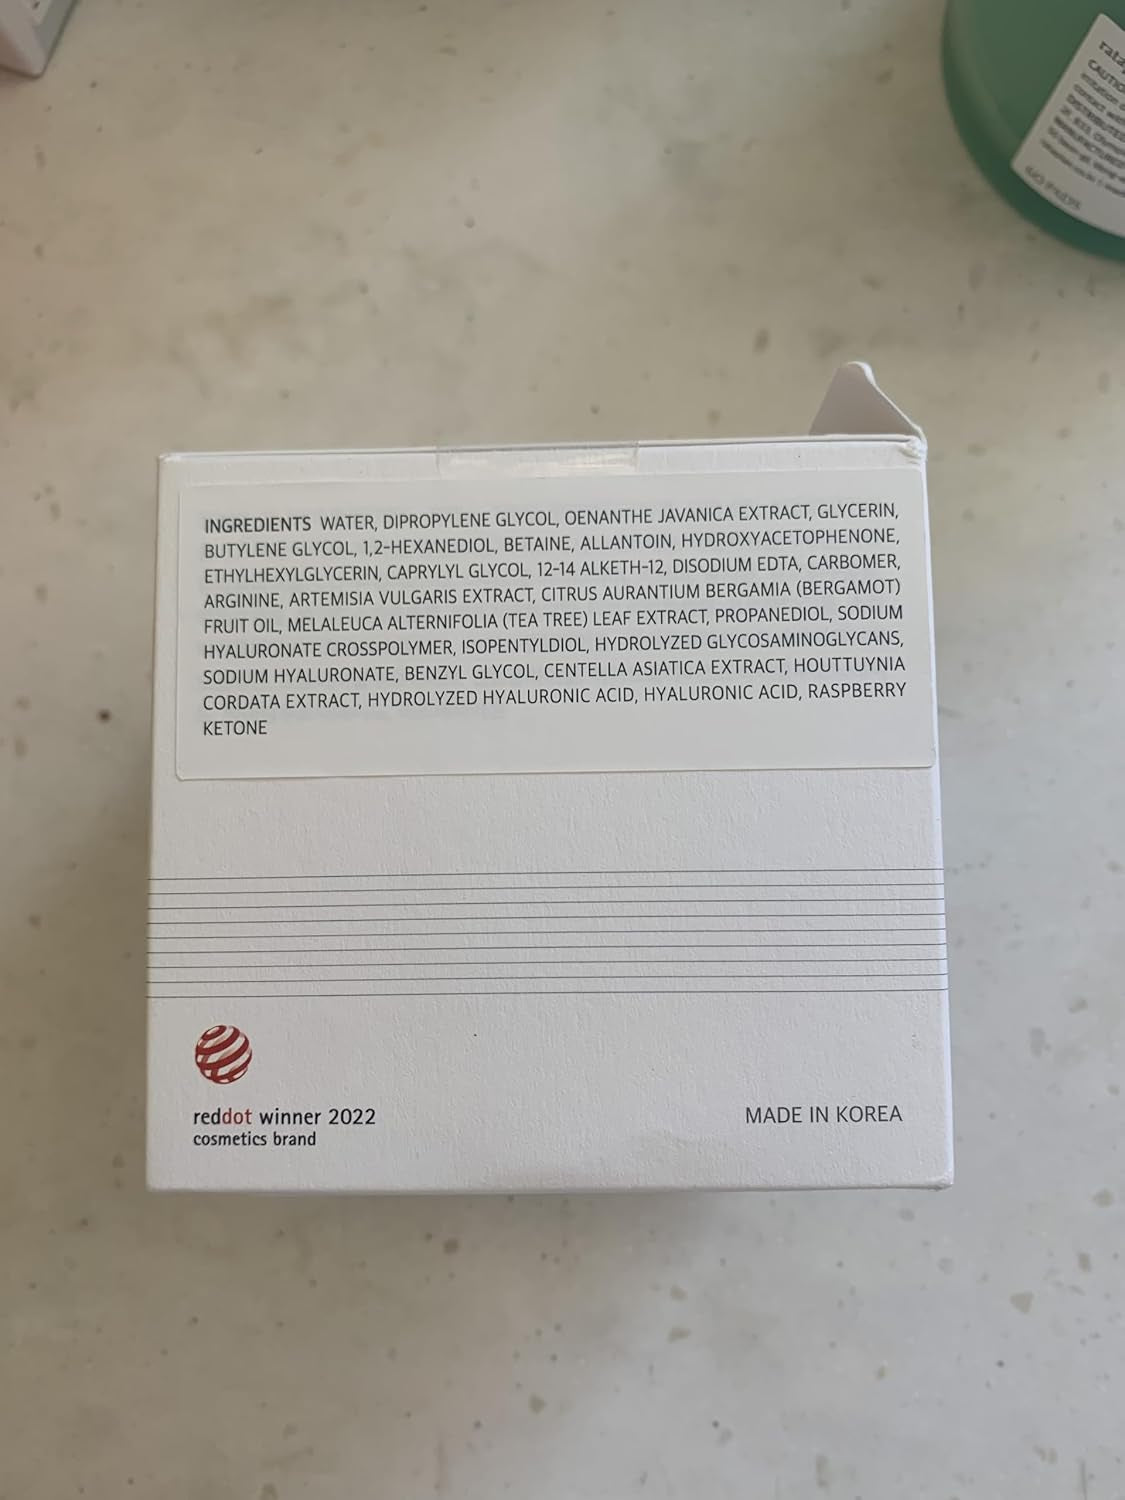 rata
CAUTIO
INGREDIENTS WATER, DIPROPYLENE GLYCOL, OENANTHE JAVANICA EXTRACT, GLYCERIN,
BUTYLENE GLYCOL, 1,2-HEXANEDIOL, BETAINE, ALLANTOIN, HYDROXYACETOPHENONE,
ETHYLHEXYLGLYCERIN, CAPRYLYL GLYCOL, 12-14 ALKETH-12, DISODIUM EDTA, CARBOMER,
ARGININE, ARTEMISIA VULGARIS EXTRACT, CITRUS AURANTIUM BERGAMIA (BERGAMOT)
FRUIT OIL, MELALEUCA ALTERNIFOLIA (TEA TREE) LEAF EXTRACT, PROPANEDIOL, SODIUM
HYALURONATE CROSSPOLYMER, ISOPENTYLDIOL, HYDROLYZED GLYCOSAMINOGLYCANS,
SODIUM HYALURONATE, BENZYL GLYCOL, CENTELLA ASIATICA EXTRACT, HOUTTUYNIA
CORDATA EXTRACT, HYDROLYZED HYALURONIC ACID, HYALURONIC ACID, RASPBERRY
KETONE
reddot winner 2022
cosmetics brand
MADE IN KOREA